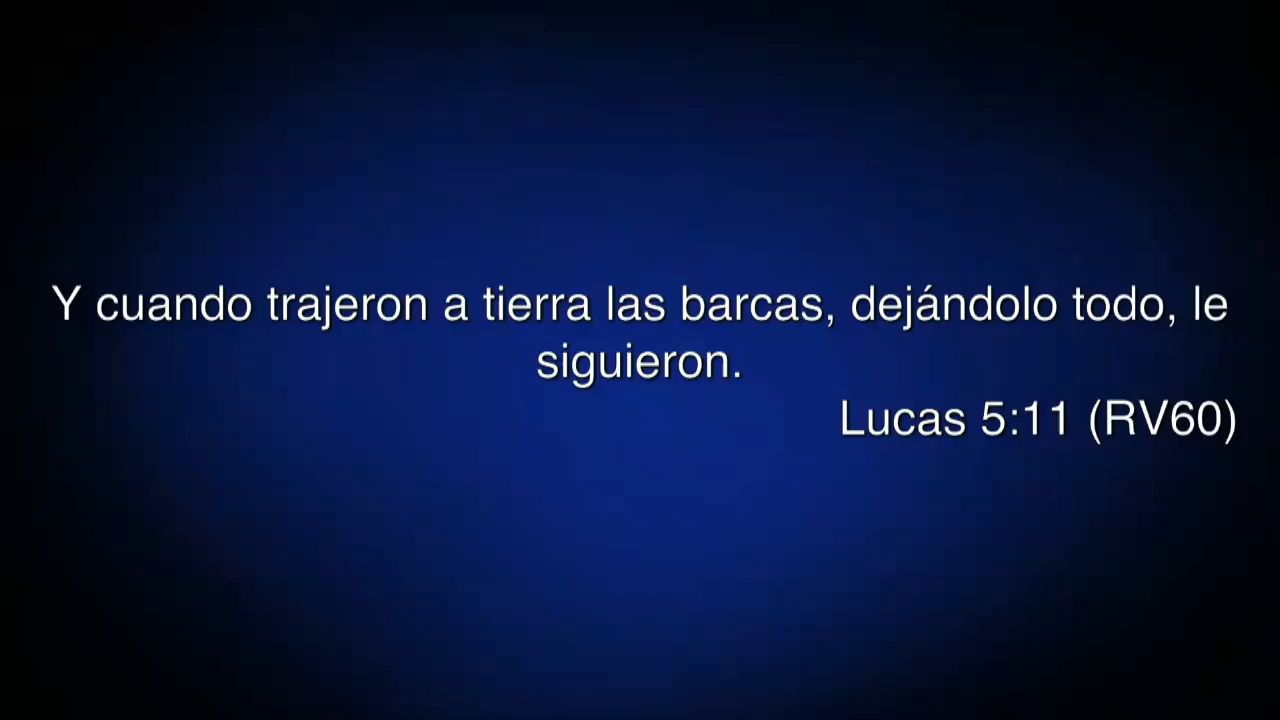 Y cuando trajeron a tierra las barcas, dejándolo todo, le
siguieron.
Lucas 5:11 (RV60)